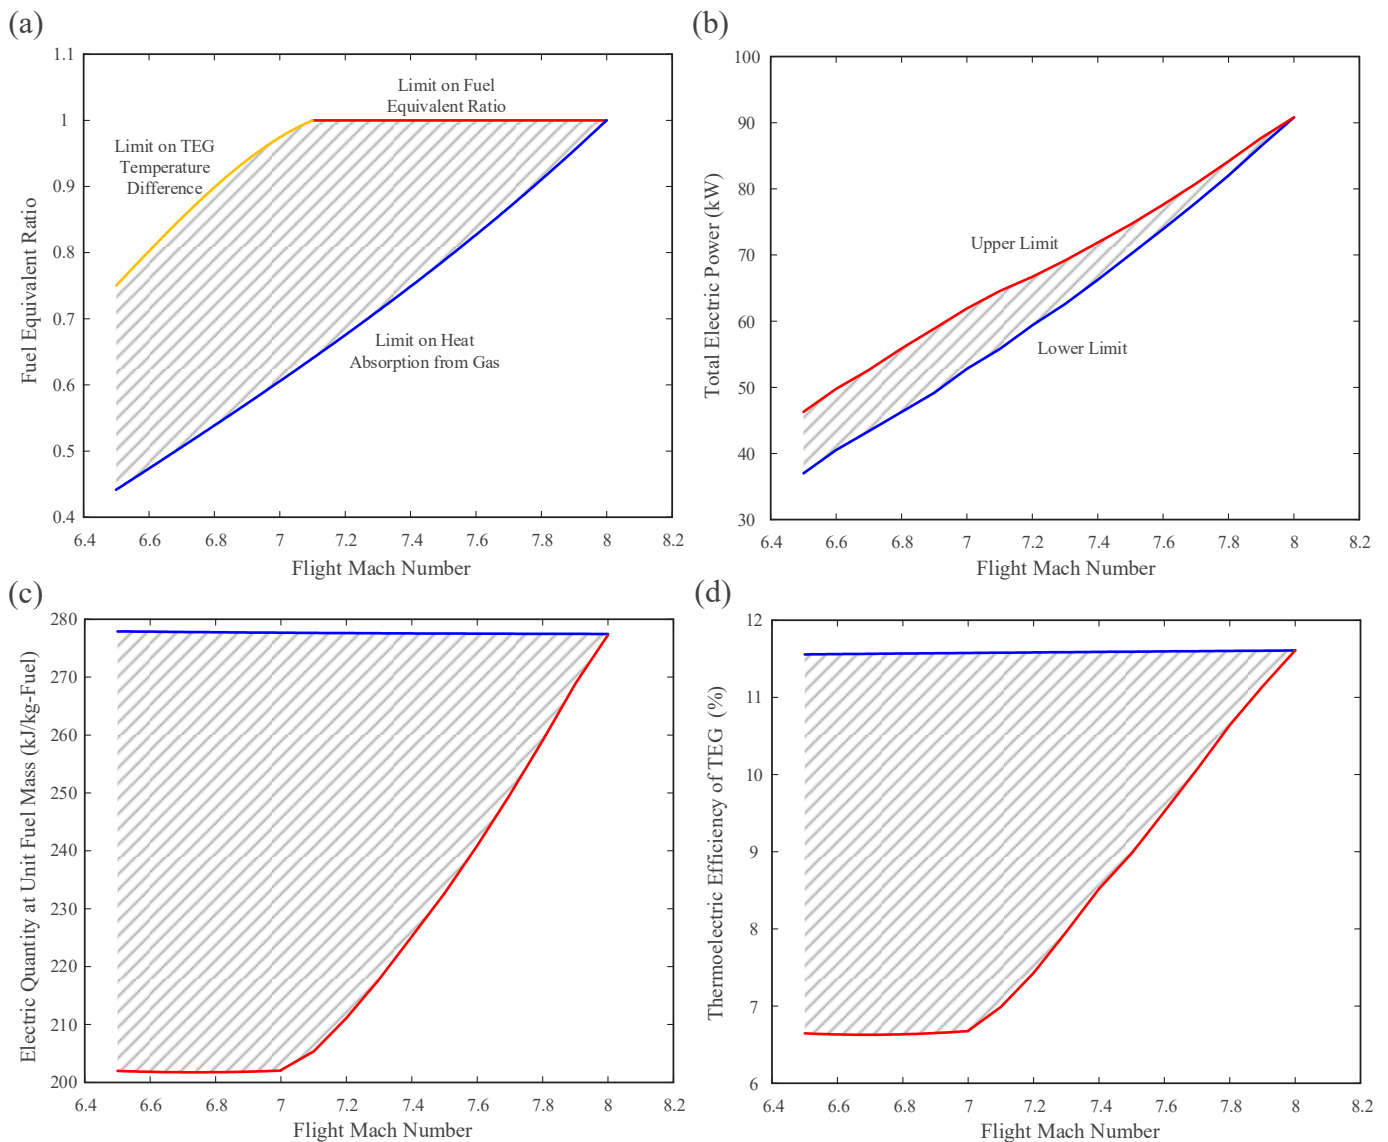 (a)
1.1
1
0.9
0.8
0.7
0.6
0.5
0.4
Fuel Equivalent Ratio
Limit on Fuel
Equivalent Ratio
Limit on TEG
Temperature
Difference
Limit on Heat
Absorption from Gas
6.4 6.6 6.8 7 7.2 7.4 7.6 7.8 8 8.2
Flight Mach Number
(b)
100
90
80
70
60
50
40
30
Total Electric Power (kW)
Upper Limit
Lower Limit
6.4 6.6 6.8 7 7.2 7.4 7.6 7.8 8 8.2
Flight Mach Number
(c)
280
270
260
250
240
230
220
210
200
Electric Quantity at Unit Fuel Mass (kJ/kg-Fuel)
6.4 6.6 6.8 7 7.2 7.4 7.6 7.8 8 8.2
Flight Mach Number
(d)
12
11
10
9
8
7
6
Thermoelectric Efficiency of TEG (%)
6.4 6.6 6.8 7 7.2 7.4 7.6 7.8 8 8.2
Flight Mach Number